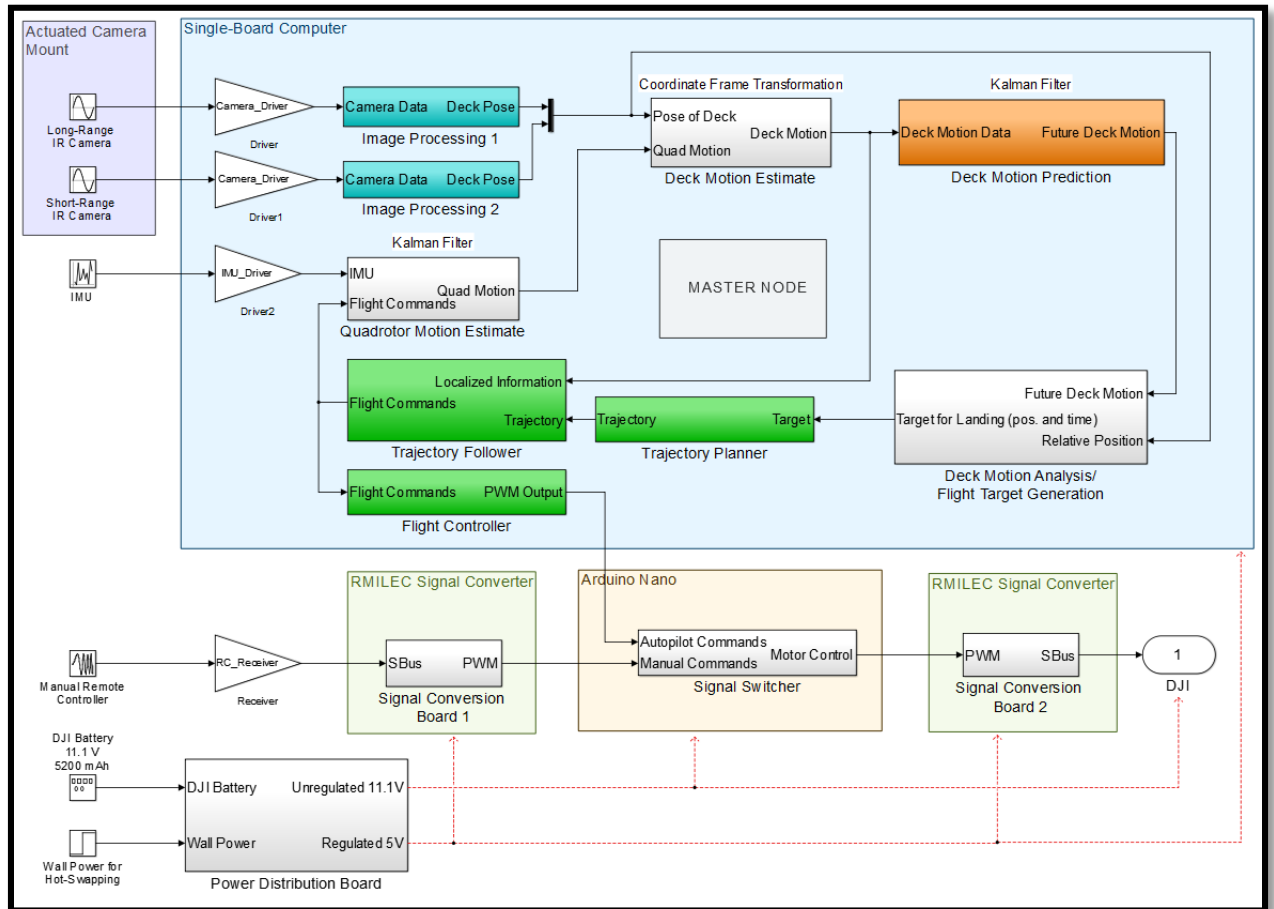 Actuated Camera
Mount
Single-Board Computer
Long-Range
IR Camera
Camera_Driver
Driver
Camera Data Deck Pose
Image Processing 1
Short-Range
IR Camera
Camera_Driver
Driver1
Camera Data Deck Pose
Image Processing 2
Coordinate Frame Transformation
Pose of Deck
Deck Motion
Quad Motion
Deck Motion Estimate
Kalman Filter
Deck Motion Data Future Deck Motion
Deck Motion Prediction
IMU
IMU_Driver
Driver2
Kalman Filter
IMU
Quad Motion
Flight Commands
Quadrotor Motion Estimate
MASTER NODE
Localized Information
Flight Commands
Trajectory
Trajectory Follower
Trajectory Target
Trajectory Planner
Future Deck Motion
Target for Landing (pos. and time)
Relative Position
Deck Motion Analysis/
Flight Target Generation
Flight Commands PWM Output
Flight Controller
RMILEC Signal Converter
Arduino Nano
RMILEC Signal Converter
Manual Remote
Controller
RC_Receiver
Receiver
SBus PWM
Signal Conversion
Board 1
Autopilot Commands
Manual Commands
Motor Control
Signal Switcher
PWM SBus
Signal Conversion
Board 2
1
DJI
DJI Battery
11.1 V
5200 mAh
Wall Power for
Hot-Swapping
DJI Battery Unregulated 11.1V
Wall Power Regulated 5V
Power Distribution Board